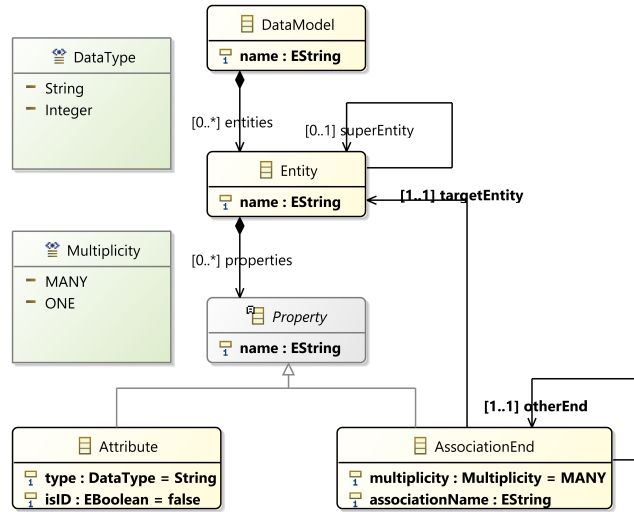 DataModel
name : EString
DataType
String
Integer
[0..*] entities
[0..1] superEntity
Entity
name : EString
[1..1] targetEntity
Multiplicity
MANY
ONE
[0..*] properties
Property
name : EString
[1..1] otherEnd
Attribute
type : DataType = String
isID : EBoolean = false
AssociationEnd
multiplicity : Multiplicity = MANY
associationName : EString